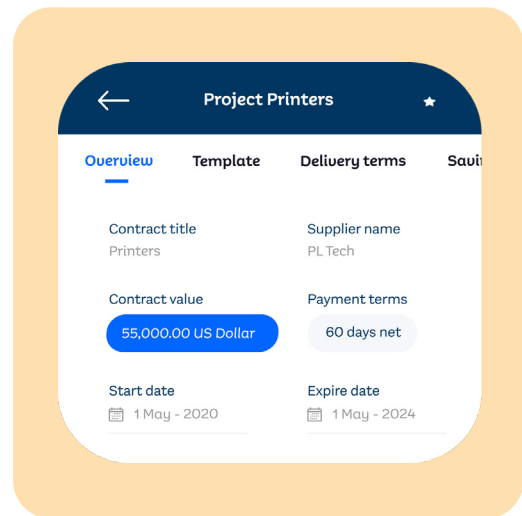 Project Printers
Overview Template Delivery terms Savi
Contract title Supplier name
Printers PL Tech
Contract value Payment terms
55,000.00 US Dollar 60 days net
Start date Expire date
1 May - 2020 1 May - 2024